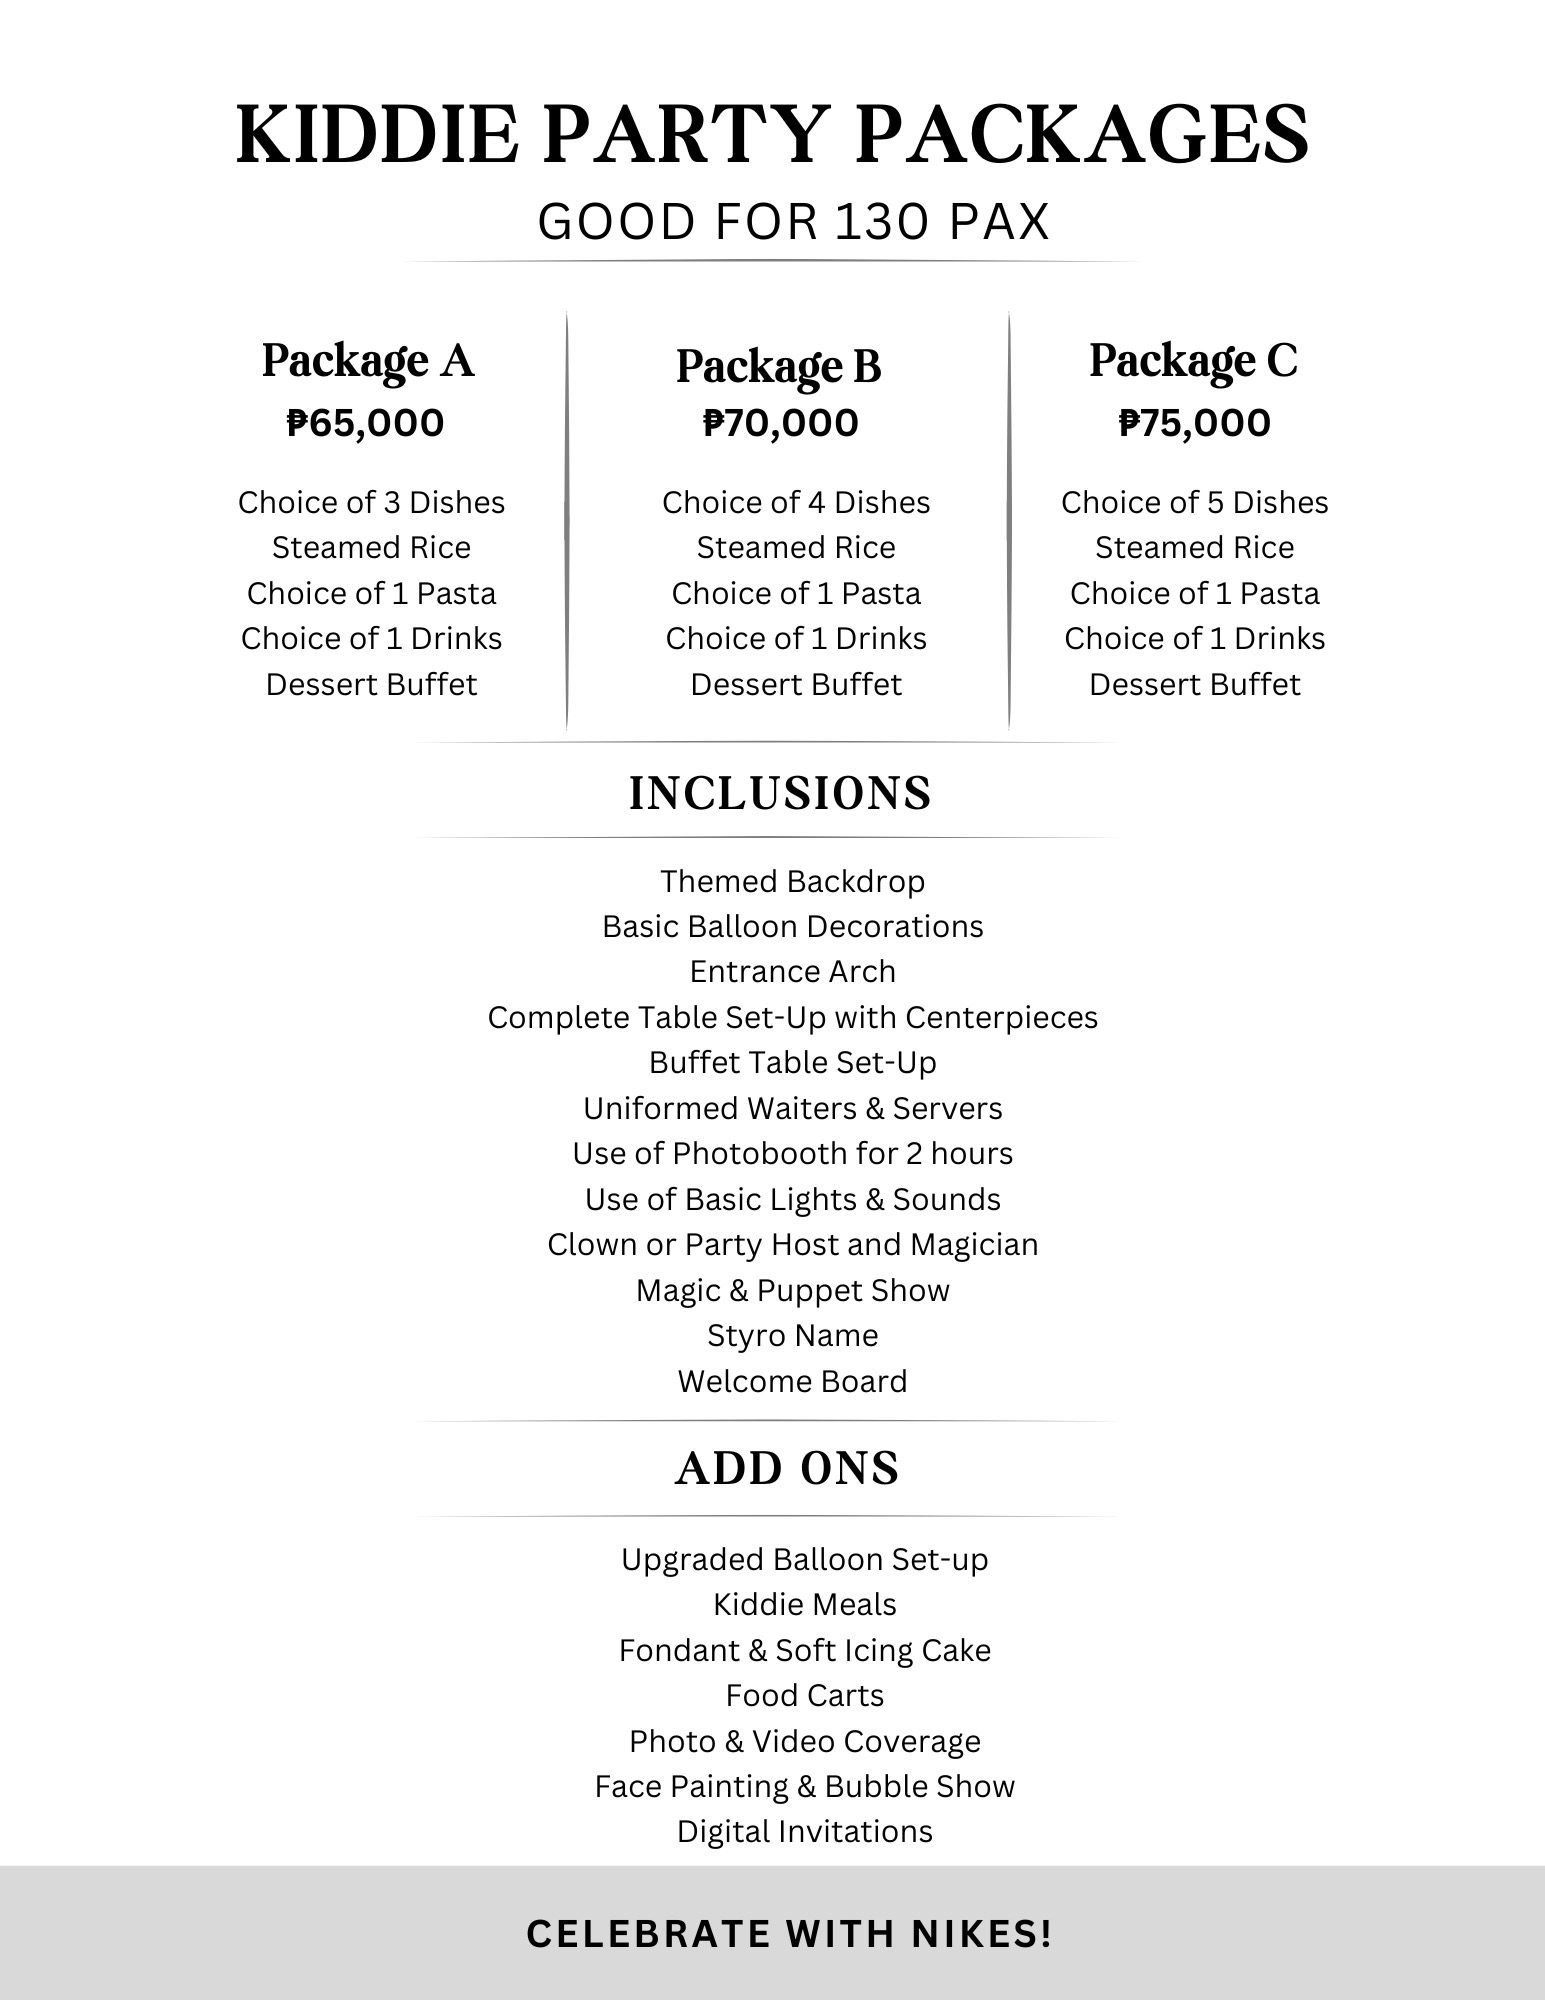 KIDDIE PARTY PACKAGES
GOOD FOR 130 PAX
Package A
₱65,000
Choice of 3 Dishes
Steamed Rice
Choice of 1 Pasta
Choice of 1 Drinks
Dessert Buffet
Package B
₱70,000
Choice of 4 Dishes
Steamed Rice
Choice of 1 Pasta
Choice of 1 Drinks
Dessert Buffet
Package C
₱75,000
Choice of 5 Dishes
Steamed Rice
Choice of 1 Pasta
Choice of 1 Drinks
Dessert Buffet
INCLUSIONS
Themed Backdrop
Basic Balloon Decorations
Entrance Arch
Complete Table Set-Up with Centerpieces
Buffet Table Set-Up
Uniformed Waiters & Servers
Use of Photobooth for 2 hours
Use of Basic Lights & Sounds
Clown or Party Host and Magician
Magic & Puppet Show
Styro Name
Welcome Board
ADD ONS
Upgraded Balloon Set-up
Kiddie Meals
Fondant & Soft Icing Cake
Food Carts
Photo & Video Coverage
Face Painting & Bubble Show
Digital Invitations
CELEBRATE WITH NIKES!